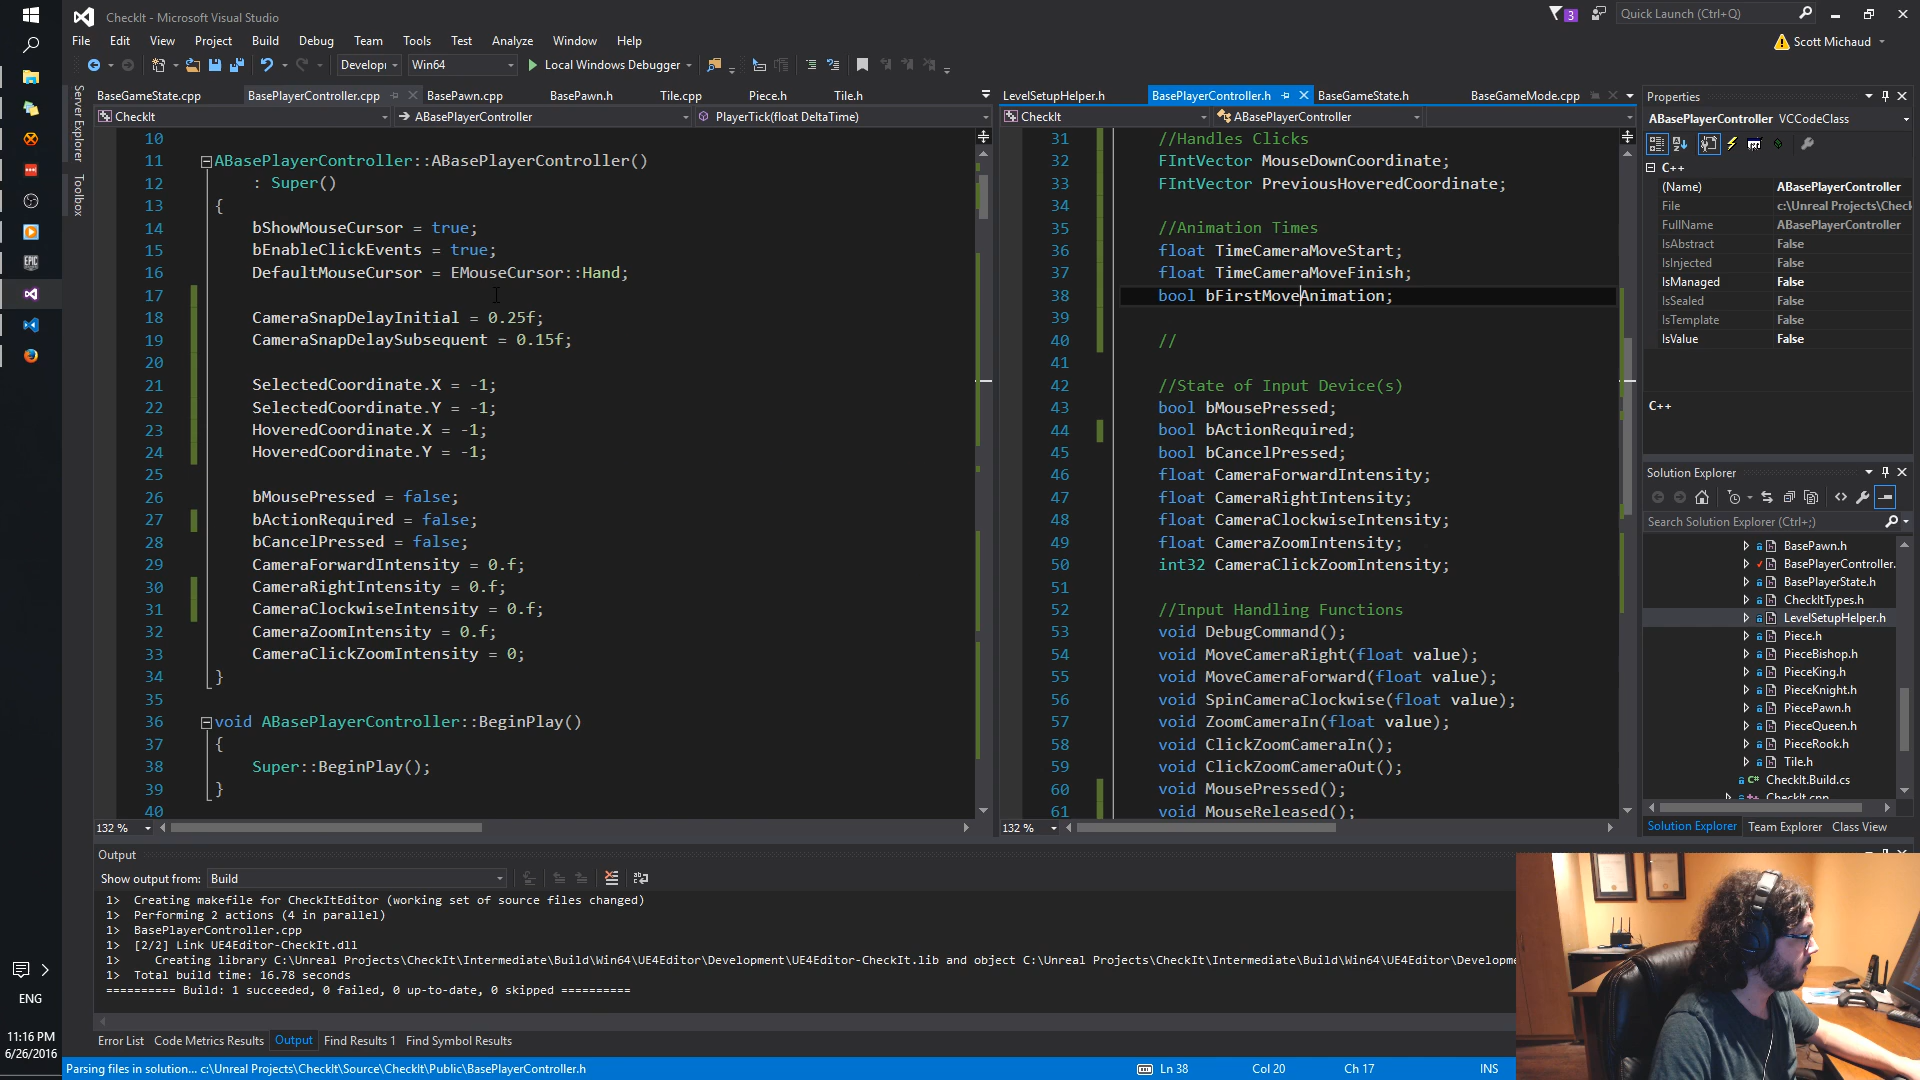 CheckIt - Microsoft Visual Studio
3
Quick Launch (Ctrl+Q)
File Edit View Project Build Debug Team Tools Test Analyze Window Help
Scott Michaud
Developi Win64 Local Windows Debugger
Server Explorer
Toolbox
BaseGameState.cpp BasePlayerController.cpp BasePawn.cpp BasePawn.h Tile.cpp Piece.h Tile.h
CheckIt ABasePlayerController PlayerTick(float DeltaTime)
10
11 ABasePlayerController::ABasePlayerController()
12 : Super()
13 {
14 bShowMouseCursor = true;
15 bEnableClickEvents = true;
16 DefaultMouseCursor = EMouseCursor::Hand;
17
18 CameraSnapDelayInitial = 0.25f;
19 CameraSnapDelaySubsequent = 0.15f;
20
21 SelectedCoordinate.X = -1;
22 SelectedCoordinate.Y = -1;
23 HoveredCoordinate.X = -1;
24 HoveredCoordinate.Y = -1;
25
26 bMousePressed = false;
27 bActionRequired = false;
28 bCancelPressed = false;
29 CameraForwardIntensity = 0.f;
30 CameraRightIntensity = 0.f;
31 CameraClockwiseIntensity = 0.f;
32 CameraZoomIntensity = 0.f;
33 CameraClickZoomIntensity = 0;
34 }
35
36 void ABasePlayerController::BeginPlay()
37 {
38 Super::BeginPlay();
39 }
40
132 %
LevelSetupHelper.h BasePlayerController.h BaseGameState.h BaseGameMode.cpp
CheckIt ABasePlayerController
31 //Handles Clicks
32 FIntVector MouseDownCoordinate;
33 FIntVector PreviousHoveredCoordinate;
34
35 //Animation Times
36 float TimeCameraMoveStart;
37 float TimeCameraMoveFinish;
38 bool bFirstMoveAnimation;
39
40 //
41
42 //State of Input Device(s)
43 bool bMousePressed;
44 bool bActionRequired;
45 bool bCancelPressed;
46 float CameraForwardIntensity;
47 float CameraRightIntensity;
48 float CameraClockwiseIntensity;
49 float CameraZoomIntensity;
50 int32 CameraClickZoomIntensity;
51
52 //Input Handling Functions
53 void DebugCommand();
54 void MoveCameraRight(float value);
55 void MoveCameraForward(float value);
56 void SpinCameraClockwise(float value);
57 void ZoomCameraIn(float value);
58 void ClickZoomCameraIn();
59 void ClickZoomCameraOut();
60 void MousePressed();
61 void MouseReleased();
132 %
Properties
ABasePlayerController VCCodeClass
C++
(Name) ABasePlayerController
File c:\Unreal Projects\Check
FullName ABasePlayerController
IsAbstract False
IsInjected False
IsManaged False
IsSealed False
IsTemplate False
IsValue False
C++
Solution Explorer
Search Solution Explorer (Ctrl+;)
BasePawn.h
BasePlayerController.
BasePlayerState.h
CheckItTypes.h
LevelSetupHelper.h
Piece.h
PieceBishop.h
PieceKing.h
PieceKnight.h
PiecePawn.h
PieceQueen.h
PieceRook.h
Tile.h
CheckIt.Build.cs
CheckIt.cpp
Solution Explorer Team Explorer Class View
Output
Show output from: Build
1> Creating makefile for CheckItEditor (working set of source files changed)
1> Performing 2 actions (4 in parallel)
1> BasePlayerController.cpp
1> [2/2] Link UE4Editor-CheckIt.dll
1> Creating library C:\Unreal Projects\CheckIt\Intermediate\Build\Win64\UE4Editor\Development\UE4Editor-CheckIt.lib and object C:\Unreal Projects\CheckIt\Intermediate\Build\Win64\UE4Editor\Developme
1> Total build time: 16.78 seconds
========== Build: 1 succeeded, 0 failed, 0 up-to-date, 0 skipped ==========
Error List Code Metrics Results Output Find Results 1 Find Symbol Results
Parsing files in solution... c:\Unreal Projects\CheckIt\Source\CheckIt\Public\BasePlayerController.h
Ln 38 Col 20 Ch 17 INS
EPIC
ENG
11:16 PM
6/26/2016